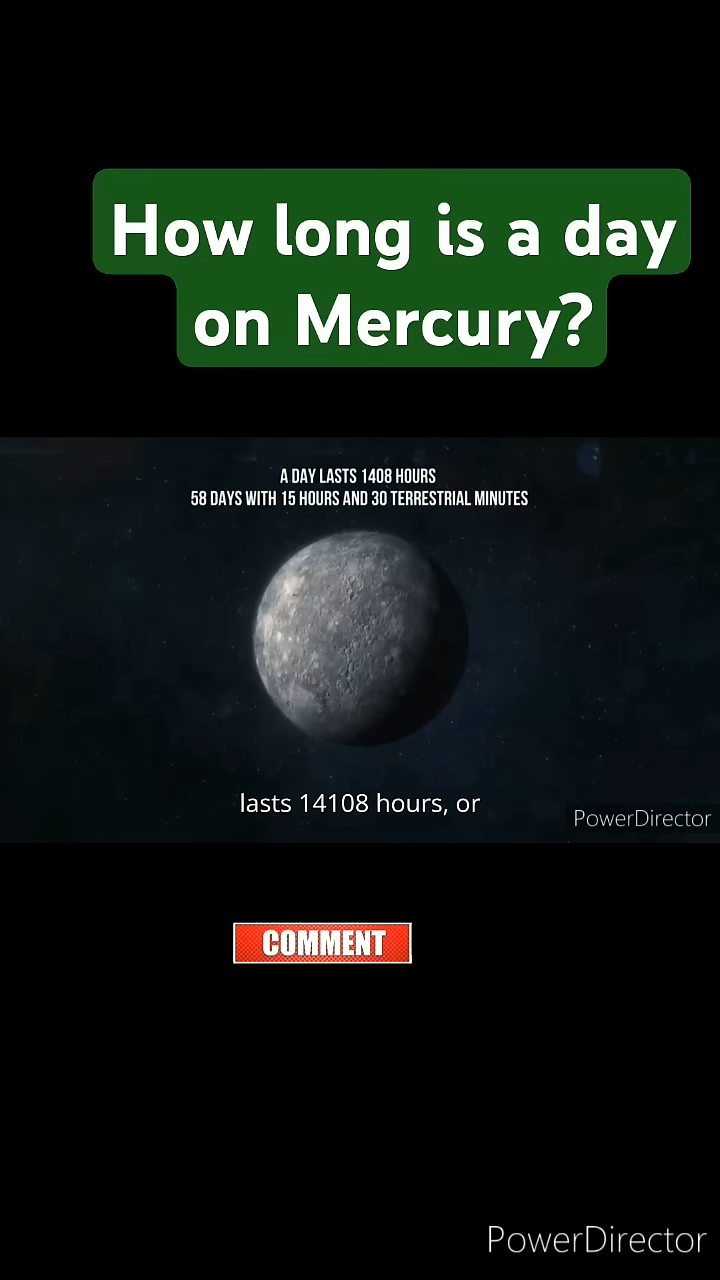 How long is a day
on Mercury?
A DAY LASTS 1408 HOURS
58 DAYS WITH 15 HOURS AND 30 TERRESTRIAL MINUTES
lasts 14108 hours, or
PowerDirector
COMMENT
PowerDirector